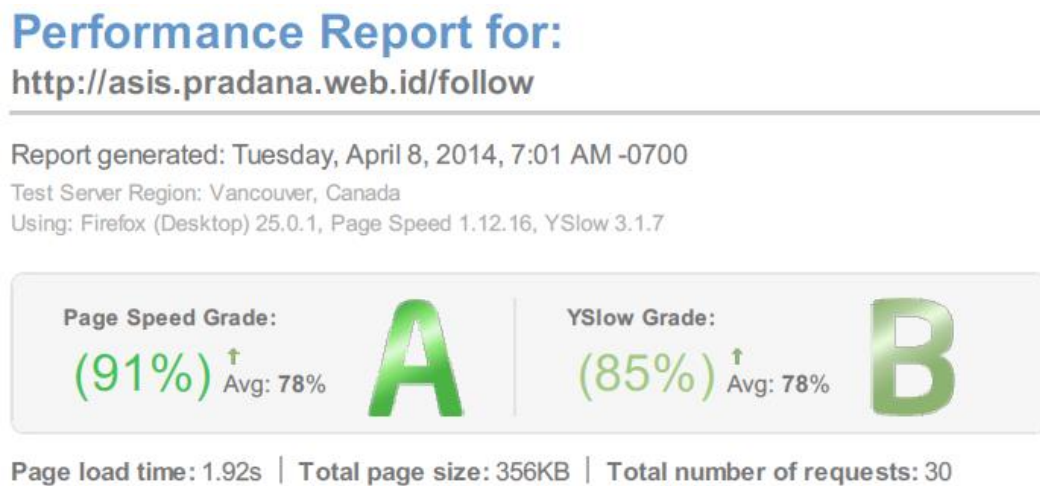 Performance Report for:
http://asis.pradana.web.id/follow
Report generated: Tuesday, April 8, 2014, 7:01 AM -0700
Test Server Region: Vancouver, Canada
Using: Firefox (Desktop) 25.0.1, Page Speed 1.12.16, YSlow 3.1.7
Page Speed Grade:
(91%) ↑ Avg: 78%
A
YSlow Grade:
(85%) ↑ Avg: 78%
B
Page load time: 1.92s | Total page size: 356KB | Total number of requests: 30